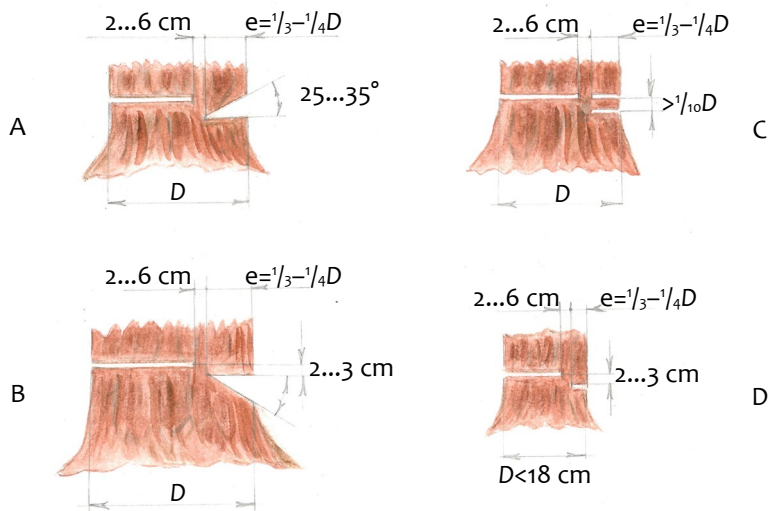 2...6 cm e=1/3–1/4D
25...35°
A
D
2...6 cm e=1/3–1/4D
>1/10D
C
2...6 cm e=1/3–1/4D
2...3 cm
B
D
2...6 cm e=1/3–1/4D
2...3 cm
D
D<18 cm